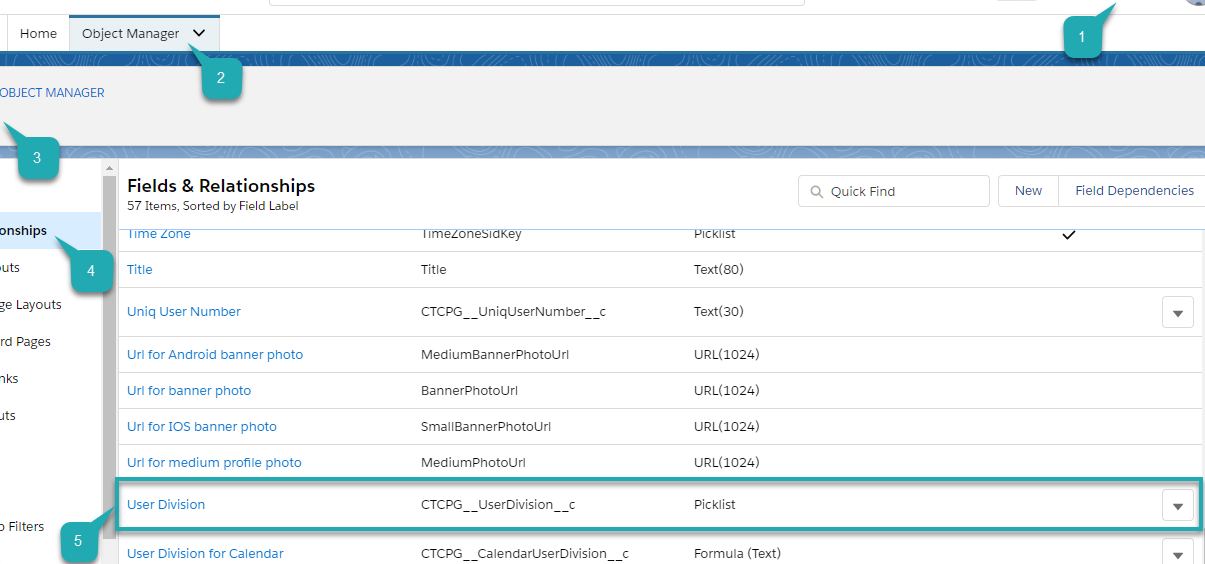 1
Home Object Manager
2
OBJECT MANAGER
3
Fields & Relationships
57 Items, Sorted by Field Label
Quick Find New Field Dependencies
onships
4
outs
ge Layouts
rd Pages
nks
uts
o Filters
Time Zone TimeZoneSidKey Picklist
Title Title Text(80)
Uniq User Number CTCPG__UniqUserNumber__c Text(30)
Url for Android banner photo MediumBannerPhotoUrl URL(1024)
Url for banner photo BannerPhotoUrl URL(1024)
Url for IOS banner photo SmallBannerPhotoUrl URL(1024)
Url for medium profile photo MediumPhotoUrl URL(1024)
User Division CTCPG__UserDivision__c Picklist
5
User Division for Calendar CTCPG__CalendarUserDivision__c Formula (Text)